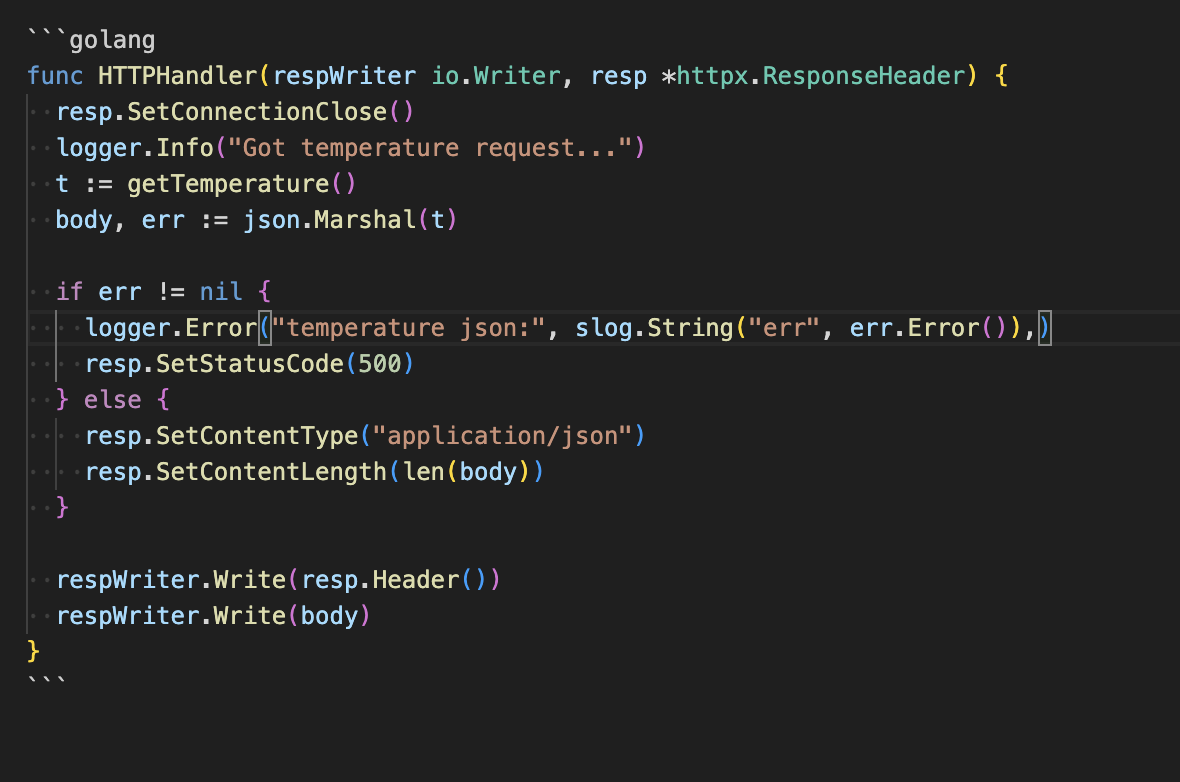 ```golang
func HTTPHandler(respWriter io.Writer, resp *httpx.ResponseHeader) {
  resp.SetConnectionClose()
  logger.Info("Got temperature request...")
  t := getTemperature()
  body, err := json.Marshal(t)

  if err != nil {
    logger.Error("temperature json:", slog.String("err", err.Error()),)
    resp.SetStatusCode(500)
  } else {
    resp.SetContentType("application/json")
    resp.SetContentLength(len(body))
  }

  respWriter.Write(resp.Header())
  respWriter.Write(body)
}
```